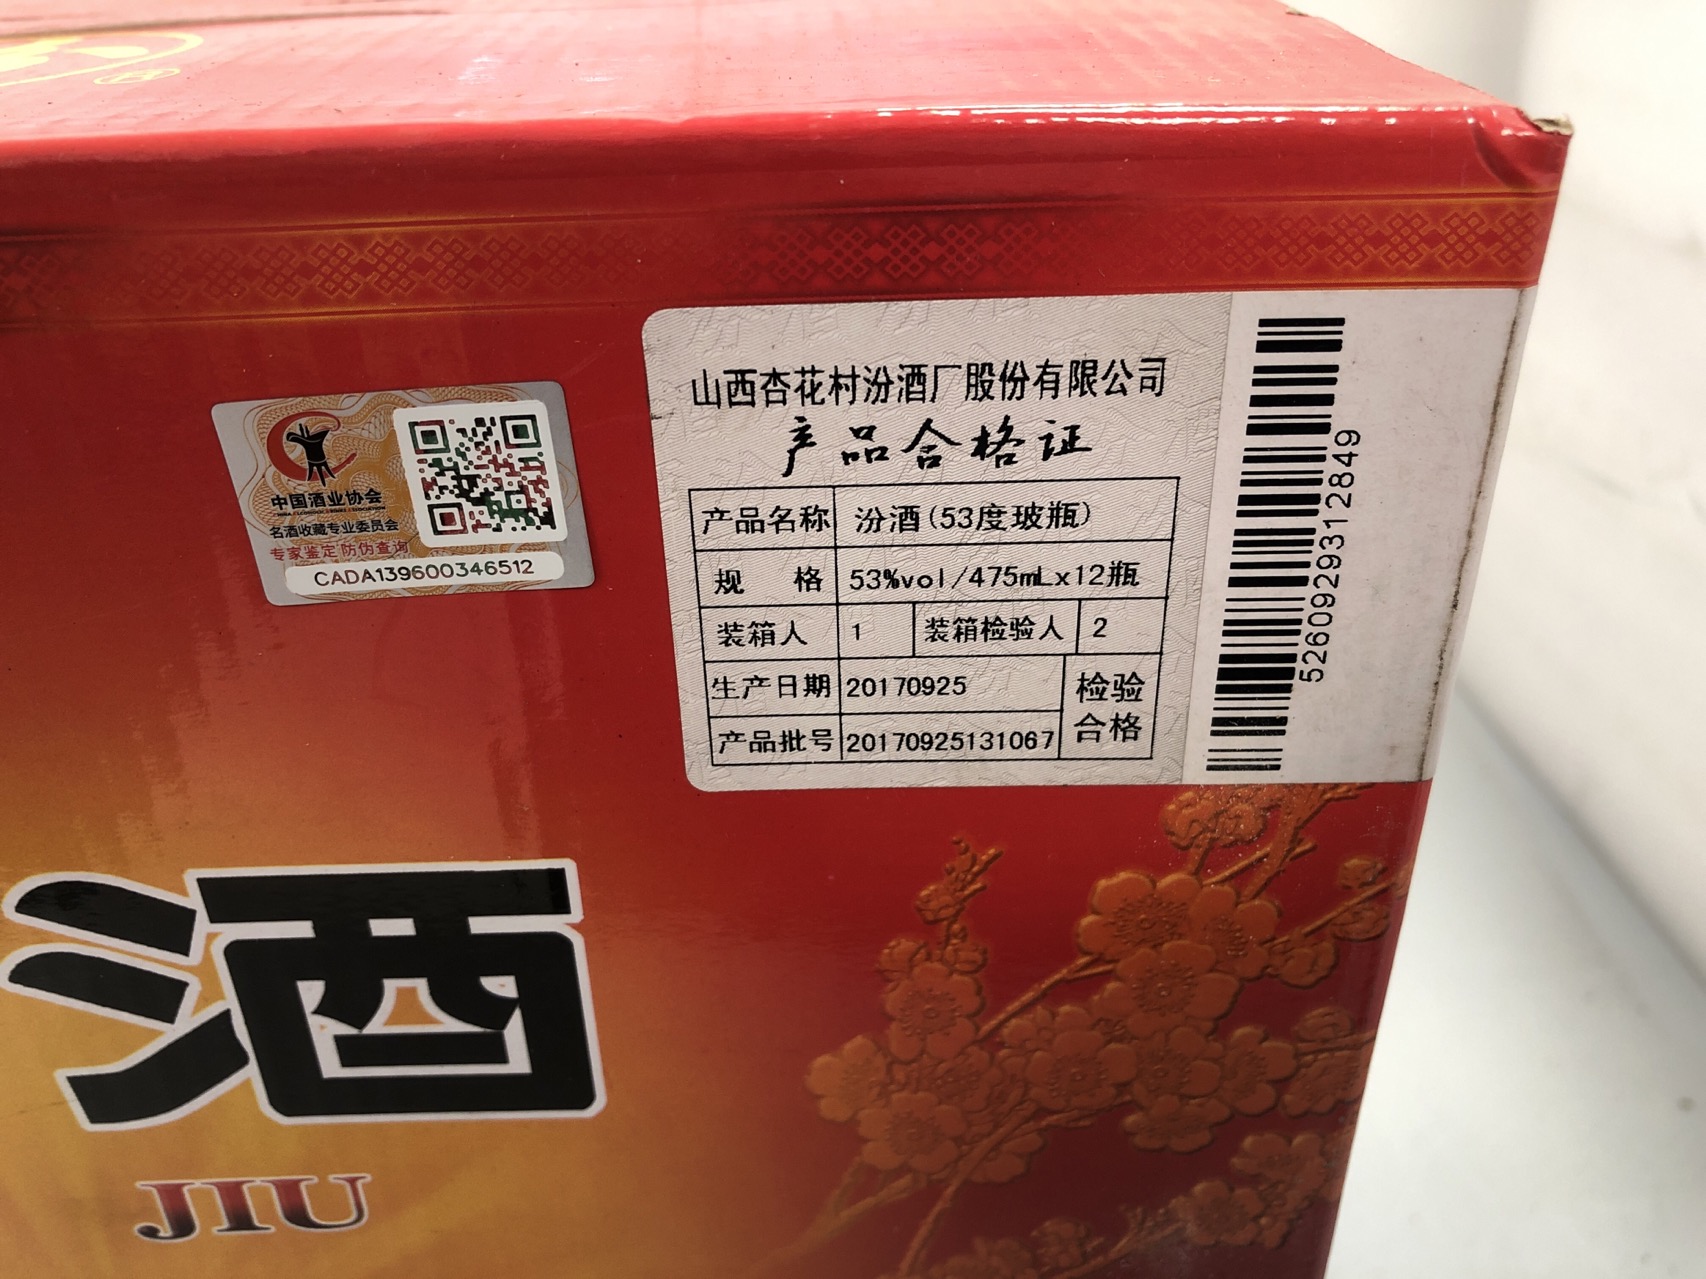 山西杏花村汾酒厂股份有限公司
产品合格证
产品名称 汾酒(53度玻瓶)
规 格 53%vol/475mLx12瓶
装箱人 1 装箱检验人 2
生产日期 20170925
检验合格
产品批号 20170925131067
5260929312849
中国酒业协会
名酒收藏专业委员会
专家鉴定防伪查询
CADA139600346512
酒
JIU